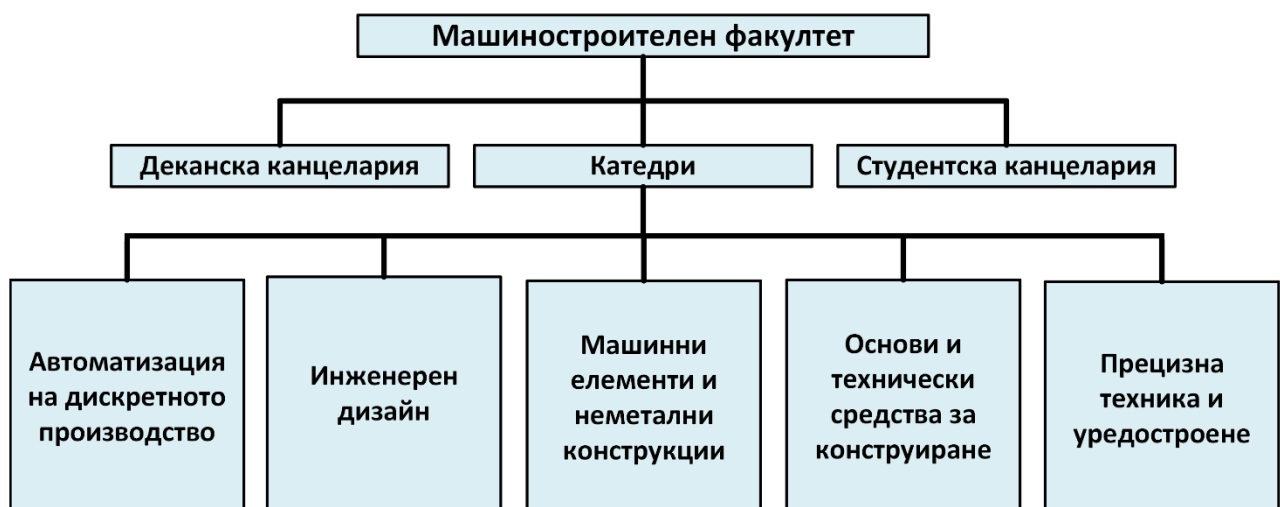 Машиностроителен факултет
Деканска канцелария
Катедри
Студентска канцелария
Автоматизация
на дискретното
производство
Инженерен
дизайн
Машинни
елементи и
неметални
конструкции
Основи и
технически
средства за
конструиране
Прецизна
техника и
уредостроене